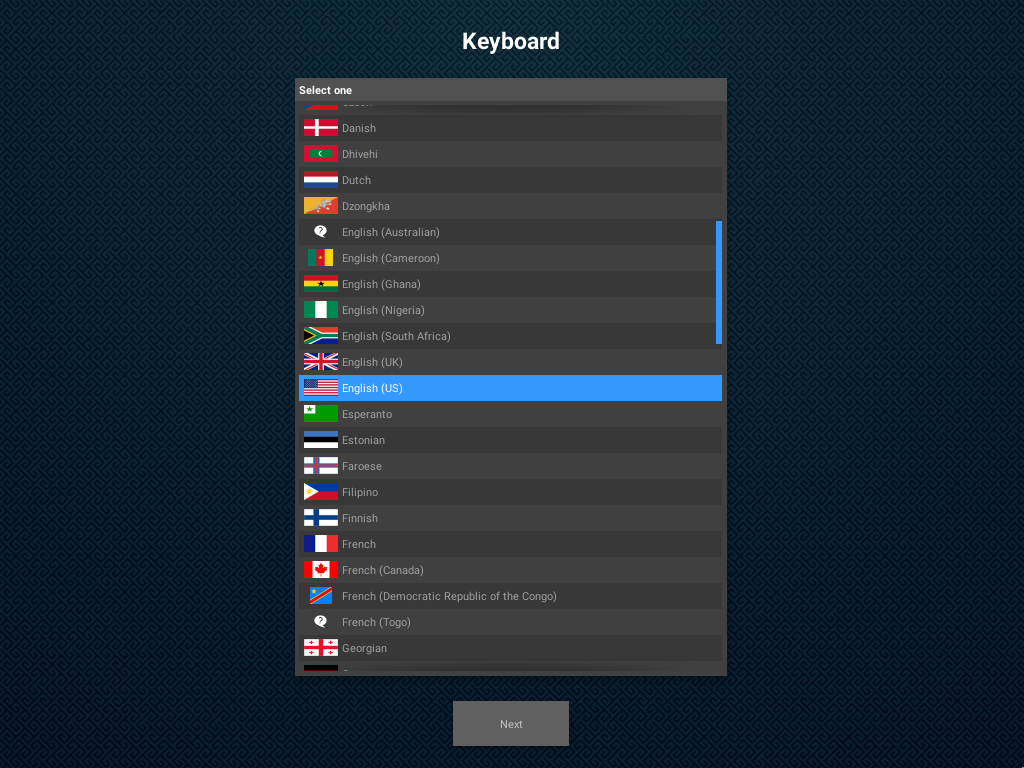 Keyboard
Select one
Danish
Dhivehi
Dutch
Dzongkha
English (Australian)
English (Cameroon)
English (Ghana)
English (Nigeria)
English (South Africa)
English (UK)
English (US)
Esperanto
Estonian
Faroese
Filipino
Finnish
French
French (Canada)
French (Democratic Republic of the Congo)
French (Togo)
Georgian
Next